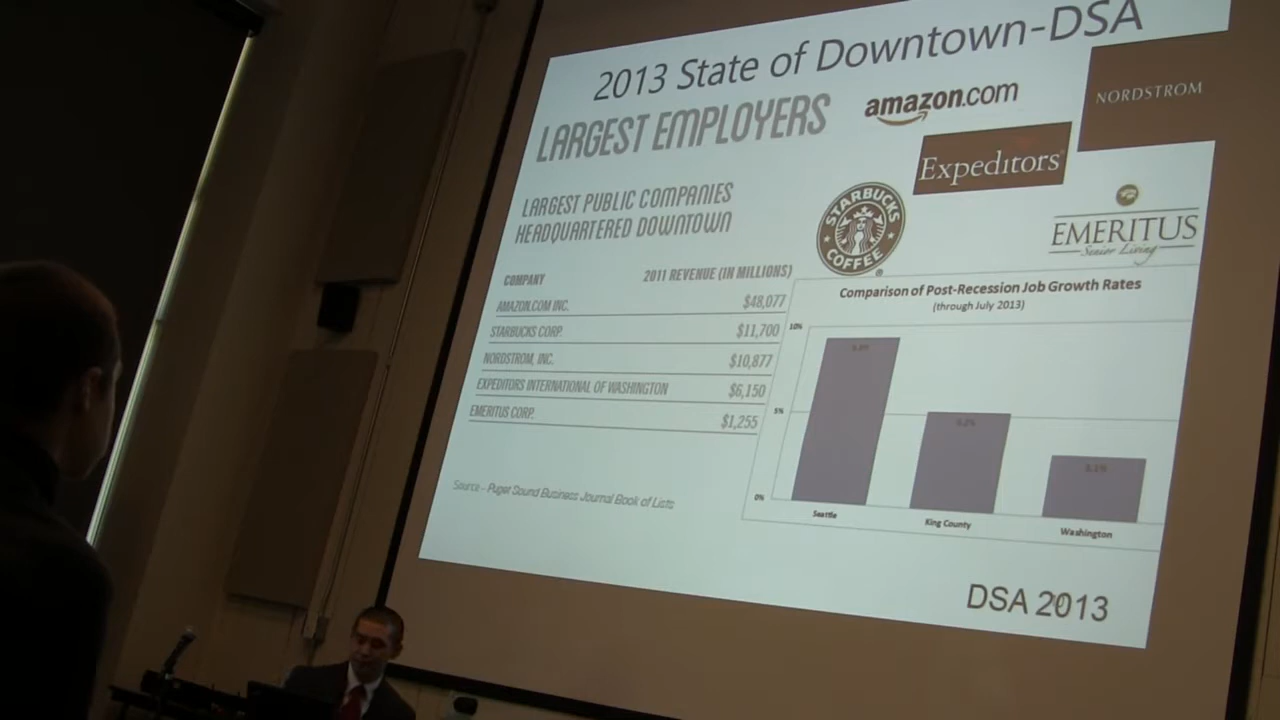 2013 State of Downtown-DSA
LARGEST EMPLOYERS
amazon.com
NORDSTROM
Expeditors
LARGEST PUBLIC COMPANIES
HEADQUARTERED DOWNTOWN
STARBUCKS
COFFEE
EMERITUS
Senior Living
COMPANY 2011 REVENUE (IN MILLIONS)
AMAZON.COM INC. $48,077
STARBUCKS CORP. $11,700
NORDSTROM, INC. $10,877
EXPEDITORS INTERNATIONAL OF WASHINGTON $6,150
EMERITUS CORP. $1,255
Source - Puget Sound Business Journal Book of Lists
Comparison of Post-Recession Job Growth Rates
(through July 2013)
10%
5%
0%
5.2%
3.1%
Seattle
King County
Washington
DSA 2013